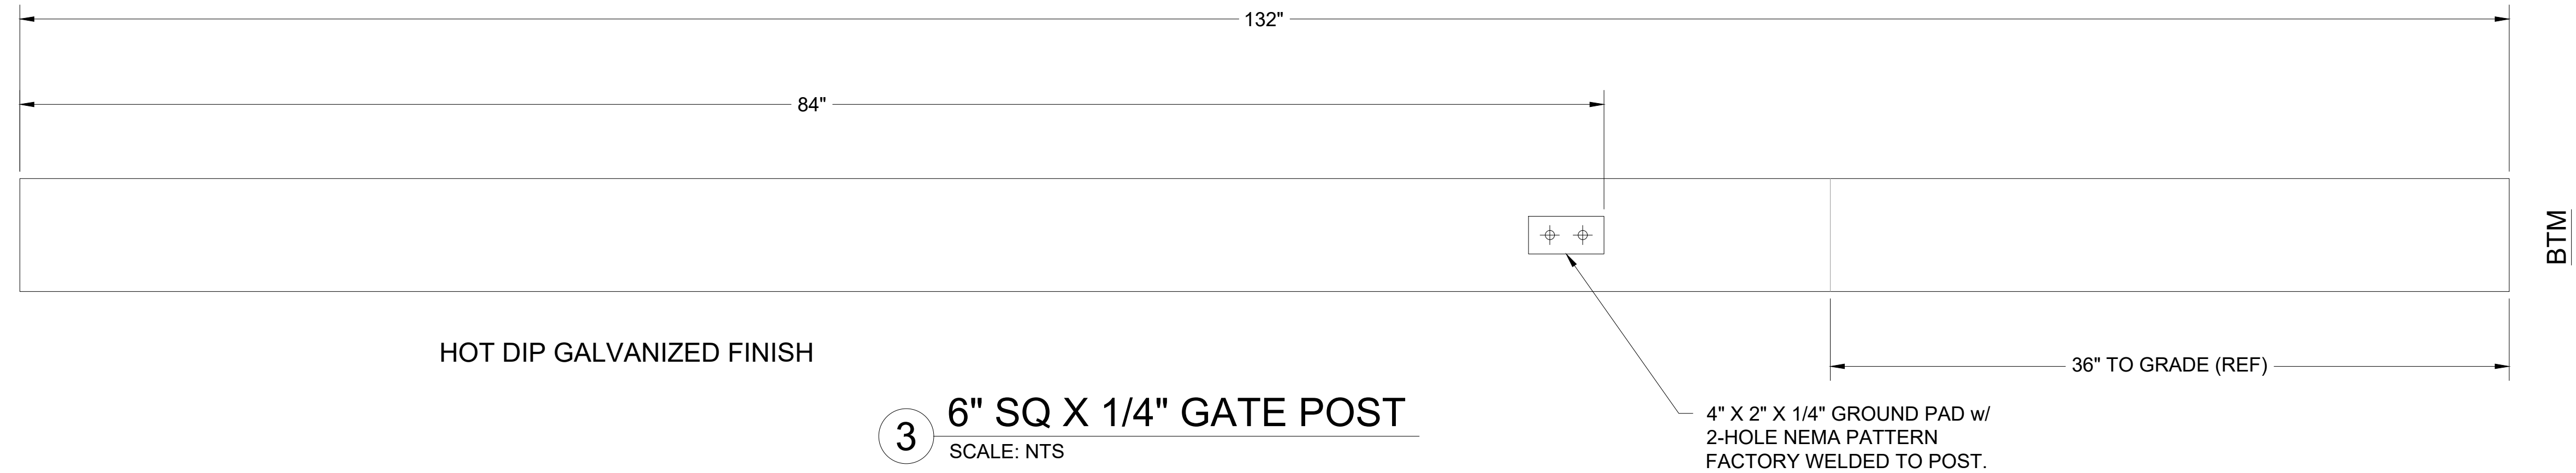 132"
84"
BTM
HOT DIP GALVANIZED FINISH
36" TO GRADE (REF)
3
6" SQ X 1/4" GATE POST
SCALE: NTS
4" X 2" X 1/4" GROUND PAD w/
2-HOLE NEMA PATTERN
FACTORY WELDED TO POST.